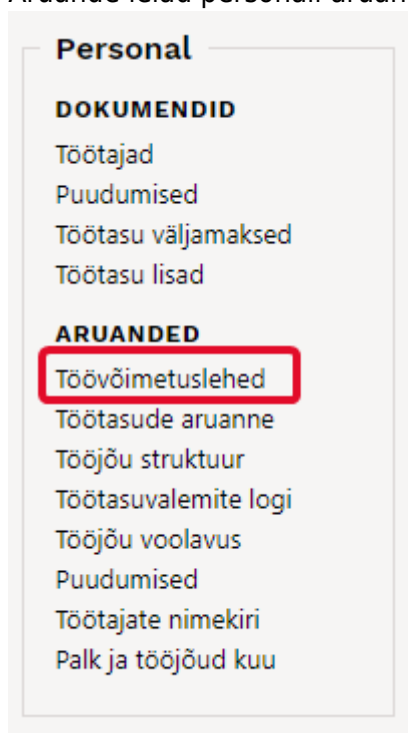 Personal
DOKUMENDID
Töötajad
Puudumised
Töötasu väljamaksed
Töötasu lisad
ARUANDED
Töövõimetuslehed
Töötasude aruanne
Tööjõu struktuur
Töötasuvalemite logi
Tööjõu voolavus
Puudumised
Töötajate nimekiri
Palk ja tööjõud kuu